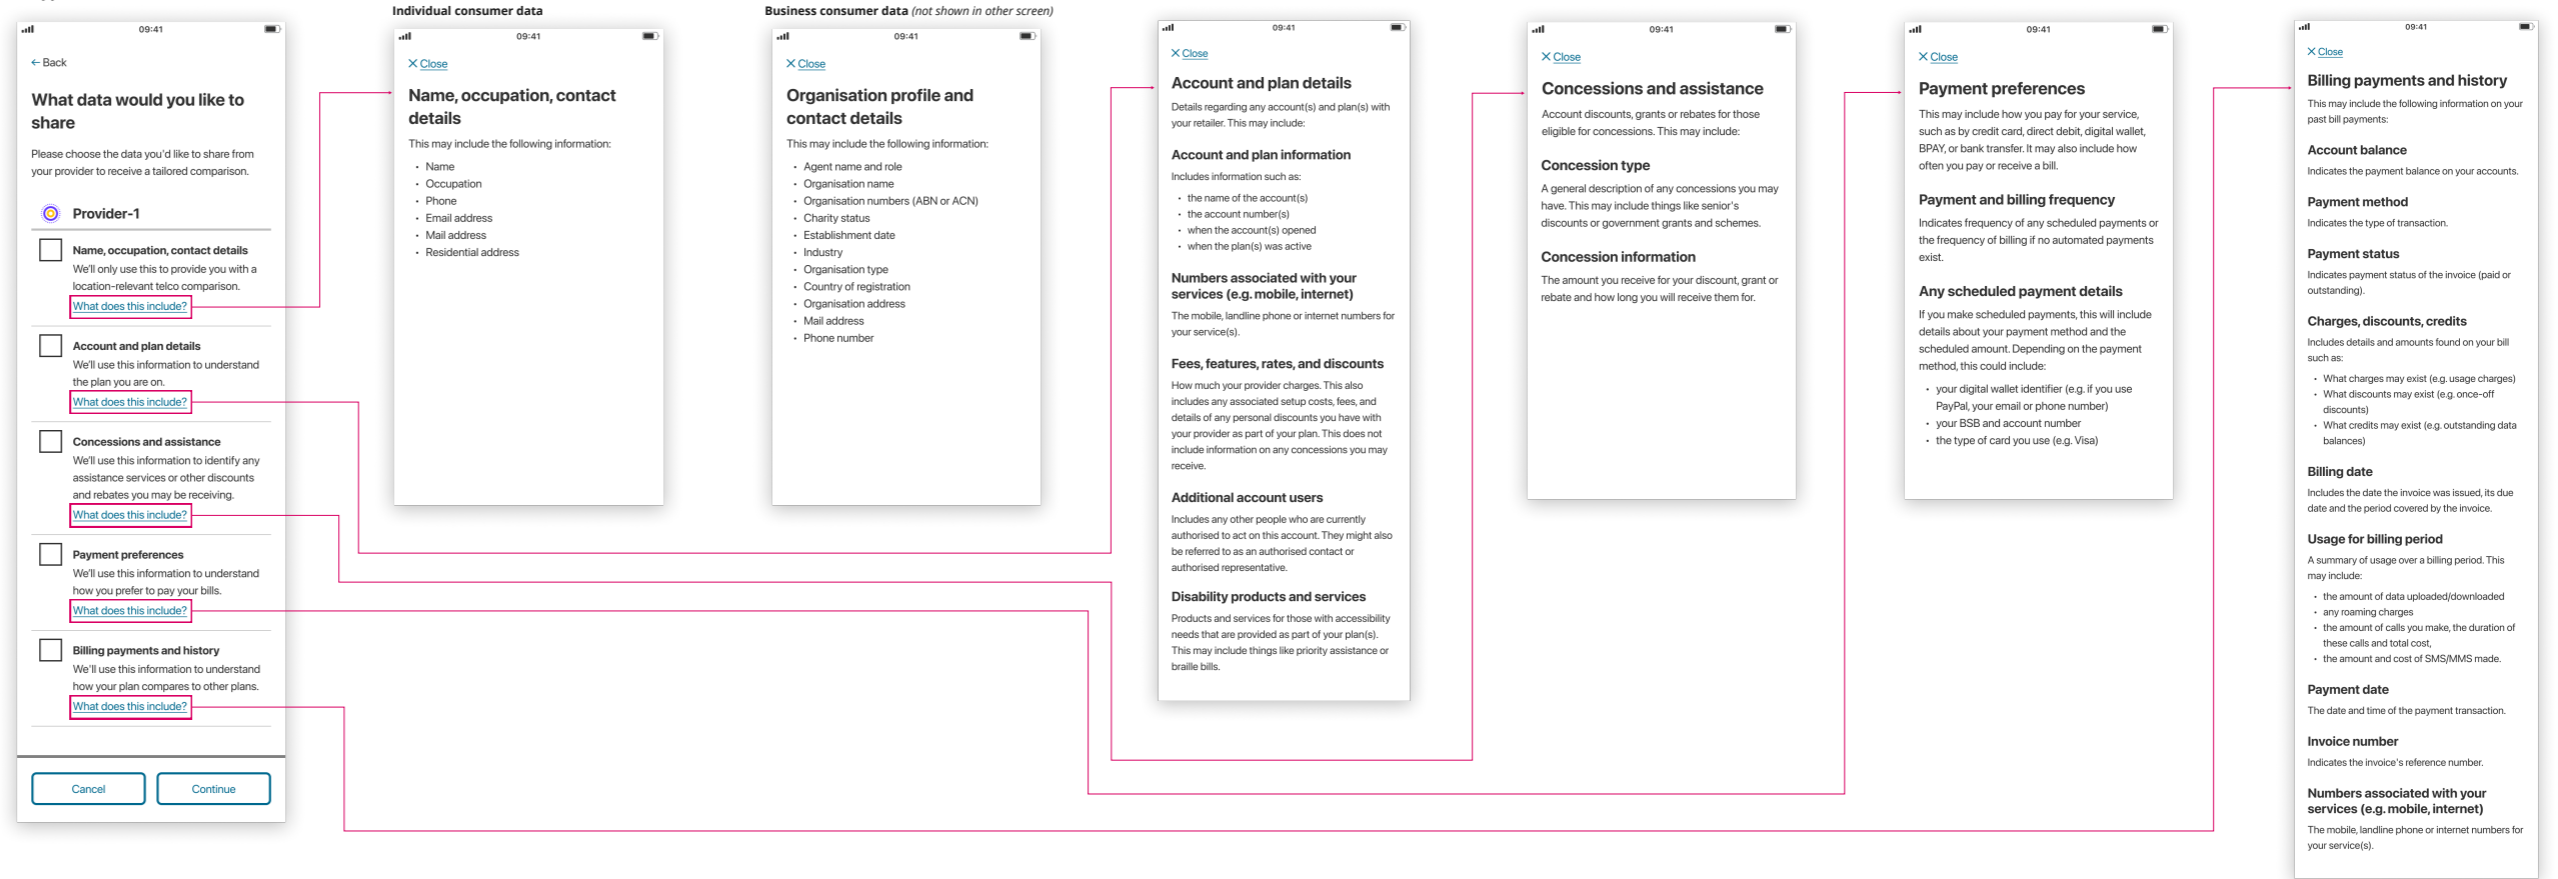 Individual consumer data
Business consumer data (not shown in other screen)
09:41
← Back
What data would you like to
share
Please choose the data you'd like to share from
your provider to receive a tailored comparison.
Provider-1
Name, occupation, contact details
We'll only use this to provide you with a
location-relevant telco comparison.
What does this include?
Account and plan details
We'll use this information to understand
the plan you are on.
What does this include?
Concessions and assistance
We'll use this information to identify any
assistance services or other discounts
and rebates you may be receiving.
What does this include?
Payment preferences
We'll use this information to understand
how you prefer to pay your bills.
What does this include?
Billing payments and history
We'll use this information to understand
how your plan compares to other plans.
What does this include?
Cancel
Continue
09:41
Close
Name, occupation, contact
details
This may include the following information:
• Name
• Occupation
• Phone
• Email address
• Mail address
• Residential address
09:41
Close
Organisation profile and
contact details
This may include the following information:
• Agent name and role
• Organisation name
• Organisation numbers (ABN or ACN)
• Charity status
• Establishment date
• Industry
• Organisation type
• Country of registration
• Organisation address
• Mail address
• Phone number
09:41
Close
Account and plan details
Details regarding any account(s) and plan(s) with
your retailer. This may include:
Account and plan information
Includes information such as:
• the name of the account(s)
• the account number(s)
• when the account(s) opened
• when the plan(s) was active
Numbers associated with your
services (e.g. mobile, internet)
The mobile, landline phone or internet numbers for
your service(s).
Fees, features, rates, and discounts
How much your provider charges. This also
includes any associated setup costs, fees, and
details of any personal discounts you have with
your provider as part of your plan. This does not
include information on any concessions you may
receive.
Additional account users
Includes any other people who are currently
authorised to act on this account. They might also
be referred to as an authorised contact or
authorised representative.
Disability products and services
Products and services for those with accessibility
needs that are provided as part of your plan(s).
This may include things like priority assistance or
braille bills.
09:41
Close
Concessions and assistance
Account discounts, grants or rebates for those
eligible for concessions. This may include:
Concession type
A general description of any concessions you may
have. This may include things like senior's
discounts or government grants and schemes.
Concession information
The amount you receive for your discount, grant or
rebate and how long you will receive them for.
09:41
Close
Payment preferences
This may include how you pay for your service,
such as by credit card, direct debit, digital wallet,
BPAY, or bank transfer. It may also include how
often you pay or receive a bill.
Payment and billing frequency
Indicates frequency of any scheduled payments or
the frequency of billing if no automated payments
exist.
Any scheduled payment details
If you make scheduled payments, this will include
details about your payment method and the
scheduled amount. Depending on the payment
method, this could include:
• your digital wallet identifier (e.g. if you use
PayPal, your email or phone number)
• your BSB and account number
• the type of card you use (e.g. Visa)
09:41
Close
Billing payments and history
This may include the following information on your
past bill payments:
Account balance
Indicates the payment balance on your accounts.
Payment method
Indicates the type of transaction.
Payment status
Indicates payment status of the invoice (paid or
outstanding).
Charges, discounts, credits
Includes details and amounts found on your bill
such as:
• What charges may exist (e.g. usage charges)
• What discounts may exist (e.g. once-off
discounts)
• What credits may exist (e.g. outstanding data
balances)
Billing date
Includes the date the invoice was issued, its due
date and the period covered by the invoice.
Usage for billing period
A summary of usage over a billing period. This
may include:
• the amount of data uploaded/downloaded
• any roaming charges
• the amount of calls you make, the duration of
these calls and total cost,
• the amount and cost of SMS/MMS made.
Payment date
The date and time of the payment transaction.
Invoice number
Indicates the invoice's reference number.
Numbers associated with your
services (e.g. mobile, internet)
The mobile, landline phone or internet numbers for
your service(s).